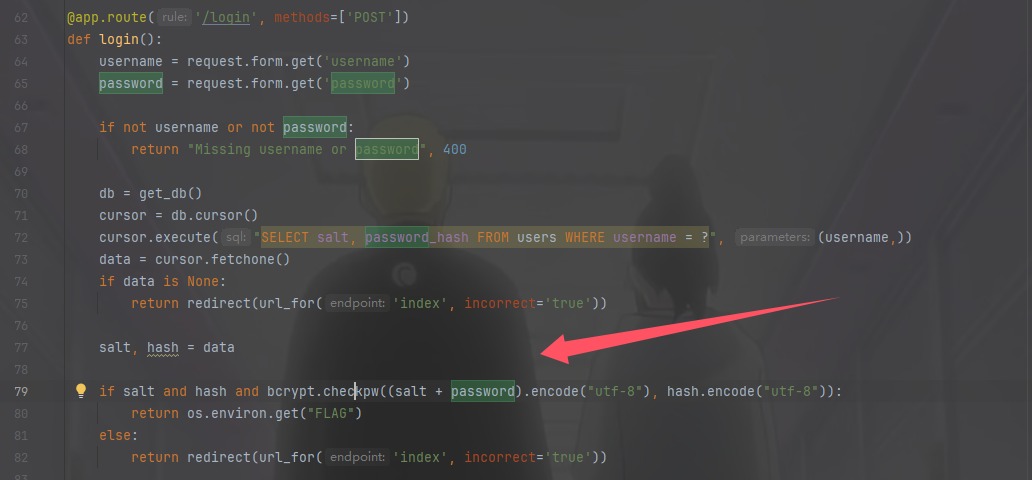 62 @app.route( rule: '/login', methods=['POST'])
63 def login():
64 username = request.form.get('username')
65 password = request.form.get('password')
66
67 if not username or not password:
68 return "Missing username or password", 400
69
70 db = get_db()
71 cursor = db.cursor()
72 cursor.execute( sql: "SELECT salt, password_hash FROM users WHERE username = ?", parameters: (username,))
73 data = cursor.fetchone()
74 if data is None:
75 return redirect(url_for( endpoint: 'index', incorrect='true'))
76
77 salt, hash = data
78
79 if salt and hash and bcrypt.checkpw((salt + password).encode("utf-8"), hash.encode("utf-8")):
80 return os.environ.get("FLAG")
81 else:
82 return redirect(url_for( endpoint: 'index', incorrect='true'))